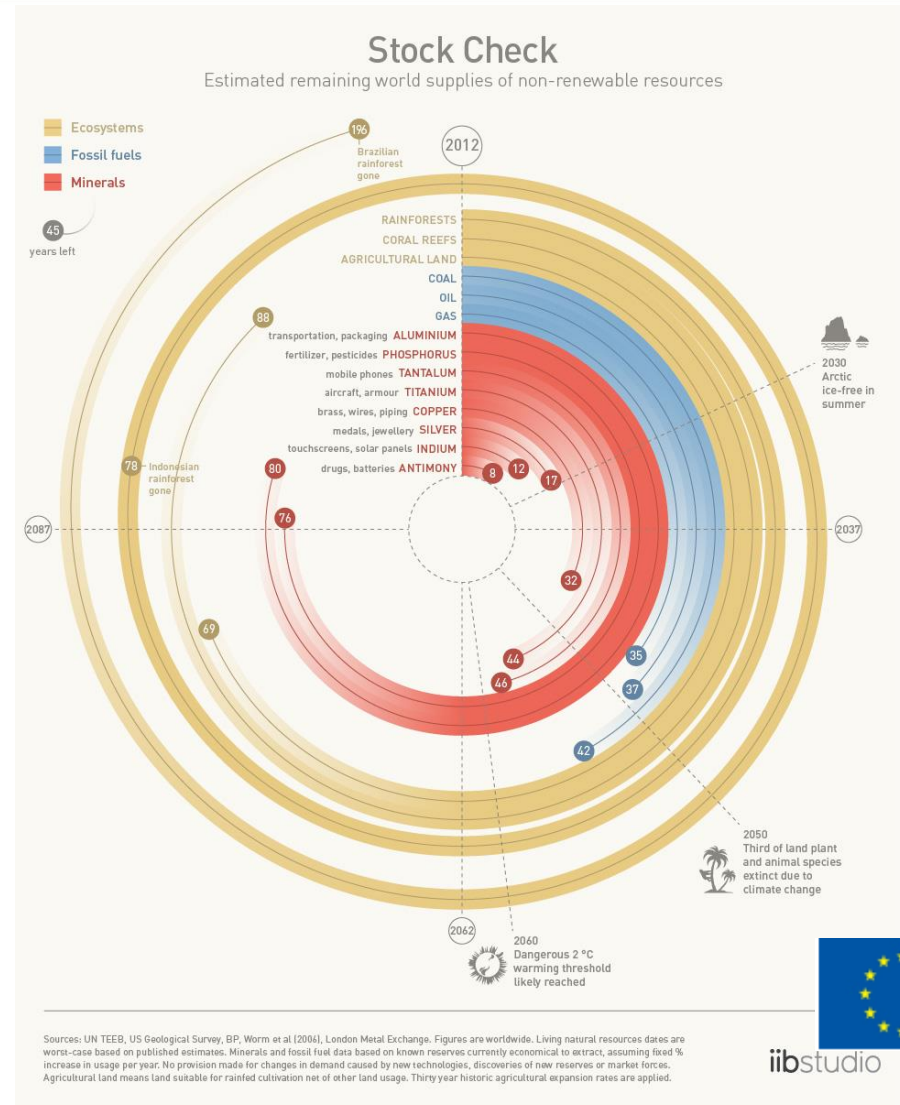 Stock Check
Estimated remaining world supplies of non-renewable resources
Ecosystems
Fossil fuels
Minerals
45
years left
196
Brazilian
rainforest
gone
2012
RAINFORESTS
CORAL REEFS
AGRICULTURAL LAND
COAL
OIL
GAS
transportation, packaging ALUMINIUM
fertilizer, pesticides PHOSPHORUS
mobile phones TANTALUM
aircraft, armour TITANIUM
brass, wires, piping COPPER
medals, jewellery SILVER
touchscreens, solar panels INDIUM
drugs, batteries ANTIMONY
88
78
Indonesian
rainforest
gone
80
76
69
8
12
17
32
44
46
35
37
42
2030
Arctic
ice-free in
summer
2087
2037
2050
Third of land plant
and animal species
extinct due to
climate change
2062
2060
Dangerous 2 °C
warming threshold
likely reached
Sources: UN TEEB, US Geological Survey, BP, Worm et al (2006), London Metal Exchange. Figures are worldwide. Living natural resources dates are
worst-case based on published estimates. Minerals and fossil fuel data based on known reserves currently economical to extract, assuming fixed %
increase in usage per year. No provision made for changes in demand caused by new technologies, discoveries of new reserves or market forces.
Agricultural land means land suitable for rainfed cultivation net of other land usage. Thirty year historic agricultural expansion rates are applied.
iibstudio